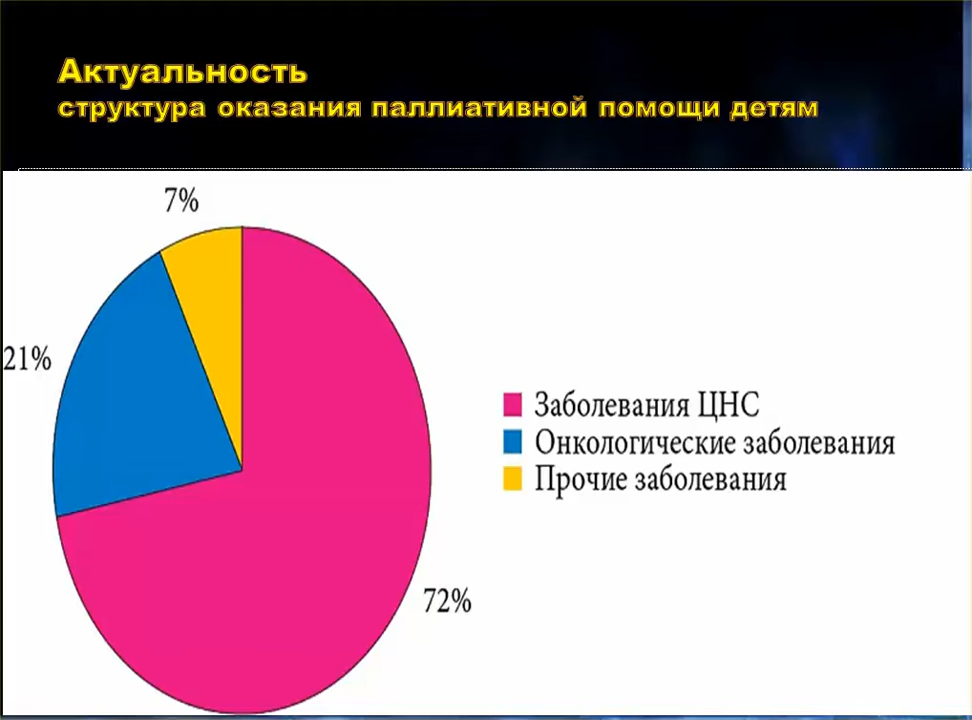 Актуальность
структура оказания паллиативной помощи детям
7%
21%
Заболевания ЦНС
Онкологические заболевания
Прочие заболевания
72%